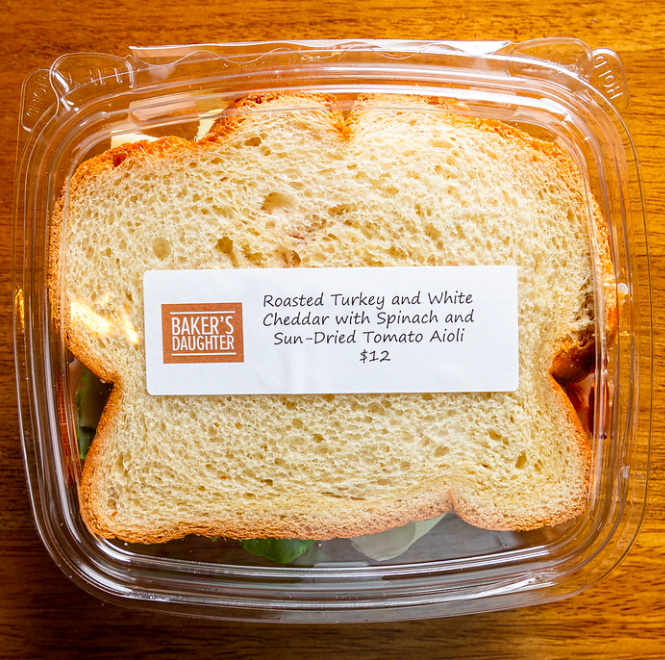 BAKER'S
DAUGHTER
Roasted Turkey and White
Cheddar with Spinach and
Sun-Dried Tomato Aioli
$12